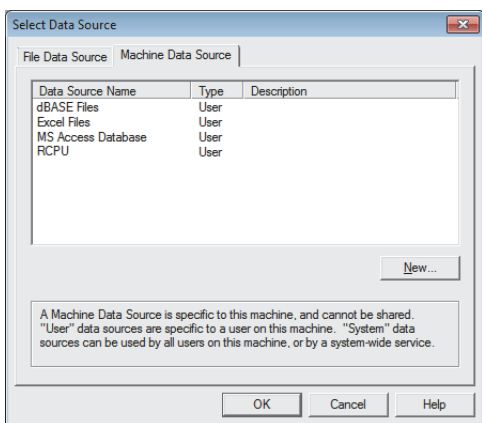 Select Data Source
File Data Source Machine Data Source
Data Source Name Type Description
dBASE Files User
Excel Files User
MS Access Database User
RCPU User
New...
A Machine Data Source is specific to this machine, and cannot be shared.
"User" data sources are specific to a user on this machine. "System" data
sources can be used by all users on this machine, or by a system-wide service.
OK Cancel Help